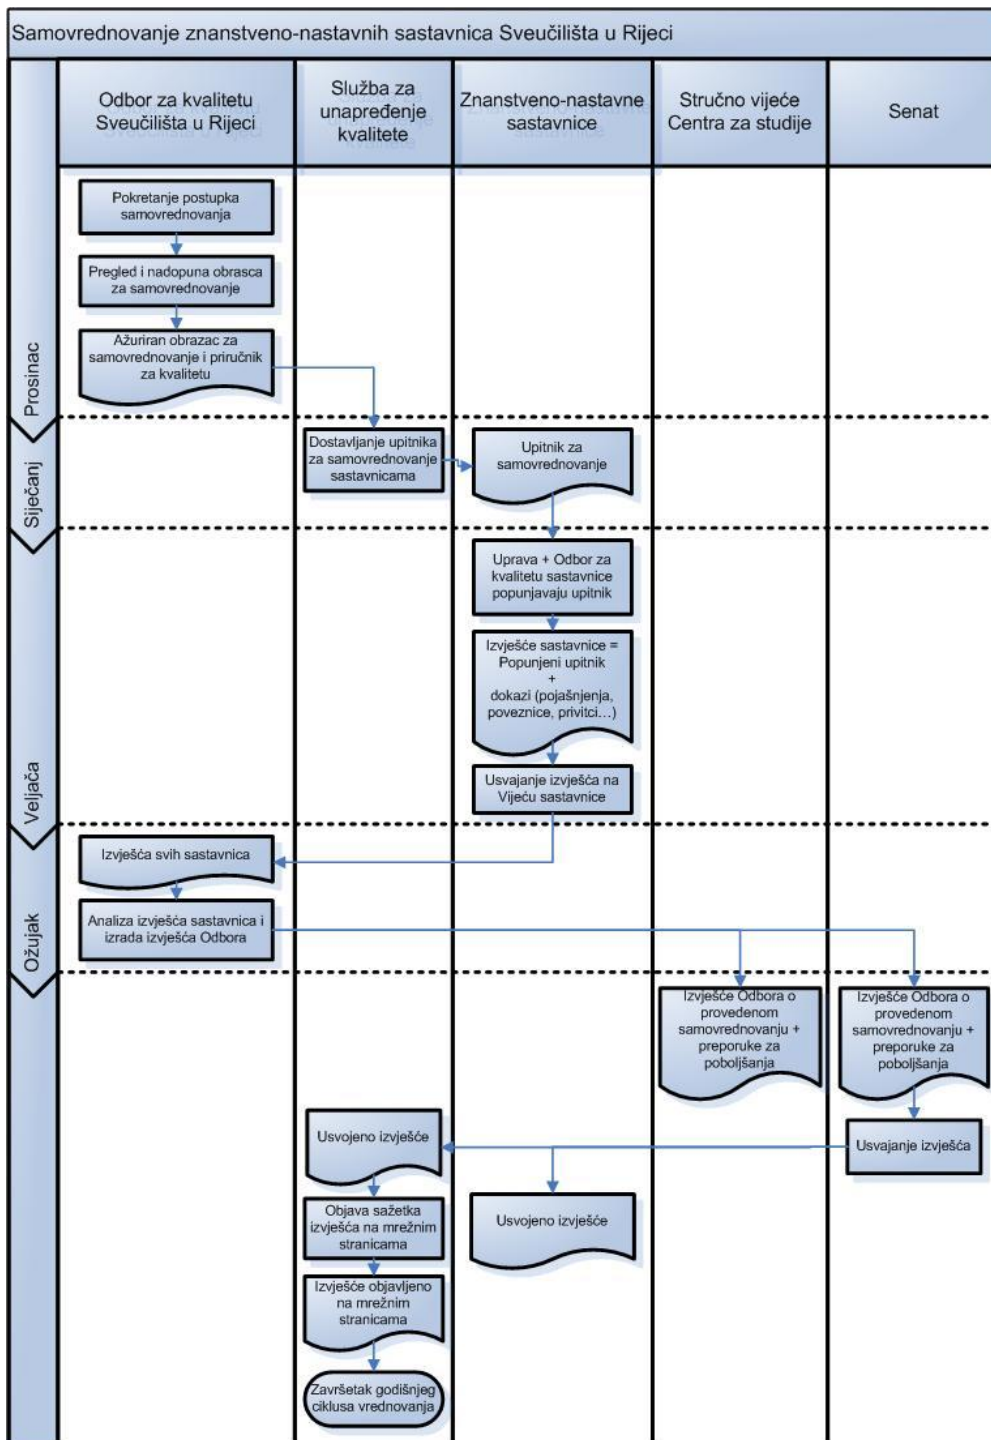 Samovrednovanje znanstveno-nastavnih sastavnica Sveučilišta u Rijeci
Odbor za kvalitetu
Sveučilišta u Rijeci
Služba za
unapređenje
kvalitete
Znanstveno-nastavne
sastavnice
Stručno vijeće
Centra za studije
Senat
Prosinac
Pokretanje postupka
samovrednovanja
Pregled i nadopuna obrasca
za samovrednovanje
Ažuriran obrazac za
samovrednovanje i priručnik
za kvalitetu
Siječanj
Dostavljanje upitnika
za samovrednovanje
sastavnicama
Upitnik za
samovrednovanje
Veljača
Uprava + Odbor za
kvalitetu sastavnice
popunjavaju upitnik
Izvješće sastavnice =
Popunjeni upitnik
+
dokazi (pojašnjenja,
poveznice, privitci…)
Usvajanje izvješća na
Vijeću sastavnice
Ožujak
Izvješća svih sastavnica
Analiza izvješća sastavnica i
izrada izvješća Odbora
Izvješće Odbora o
provedenom
samovrednovanju +
preporuke za
poboljšanja
Izvješće Odbora o
provedenom
samovrednovanju +
preporuke za
poboljšanja
Usvajanje izvješća
Usvojeno izvješće
Usvojeno izvješće
Objava sažetka
izvješća na mrežnim
stranicama
Izvješće objavljeno
na mrežnim
stranicama
Završetak godišnjeg
ciklusa vrednovanja